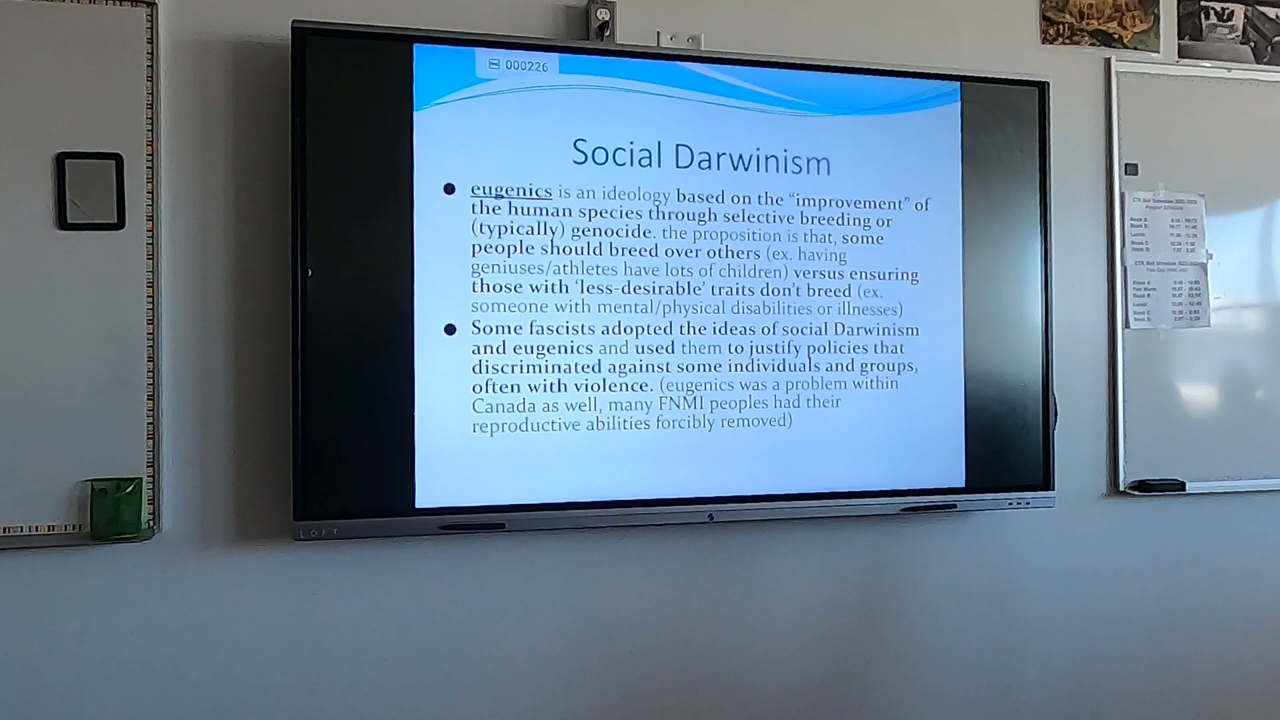 000226
Social Darwinism
eugenics is an ideology based on the “improvement” of
the human species through selective breeding or
(typically) genocide. the proposition is that, some
people should breed over others (ex. having
geniuses/athletes have lots of children) versus ensuring
those with ‘less-desirable’ traits don’t breed (ex.
someone with mental/physical disabilities or illnesses)
Some fascists adopted the ideas of social Darwinism
and eugenics and used them to justify policies that
discriminated against some individuals and groups,
often with violence. (eugenics was a problem within
Canada as well, many FNMI peoples had their
reproductive abilities forcibly removed)
LOFT